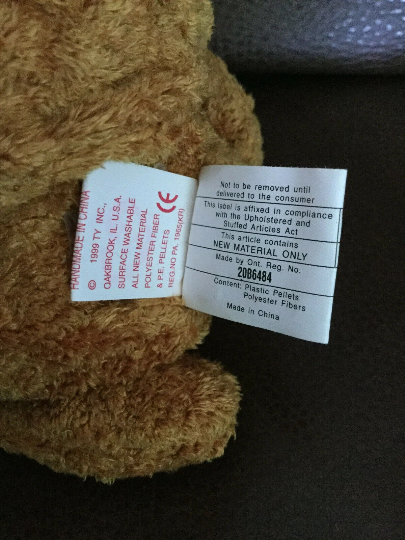 HANDMADE IN CHINA
© 1999 TY INC.,
OAKBROOK, IL. U.S.A.
SURFACE WASHABLE
ALL NEW MATERIAL
POLYESTER FIBER
& P.E. PELLETS CE
REG.NO PA. 1965(KR)
Not to be removed until
delivered to the consumer
This label is affixed in compliance
with the Upholstered and
Stuffed Articles Act
This article contains
NEW MATERIAL ONLY
Made by Ont. Reg. No.
20B6484
Content: Plastic Pellets
Polyester Fibers
Made in China